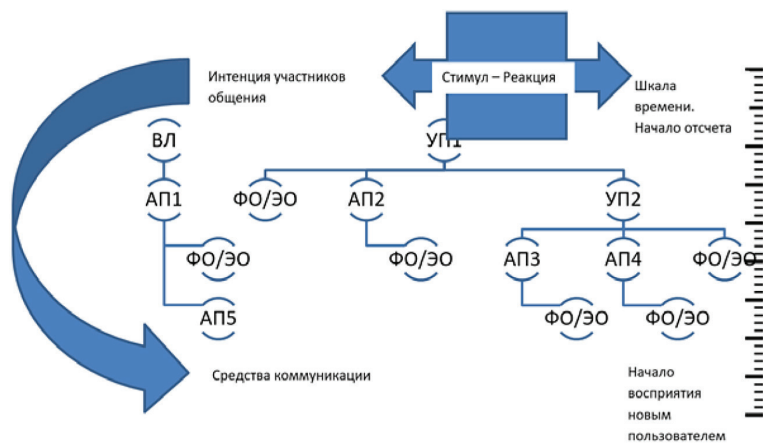 Интенция участников
общения
Стимул – Реакция
Шкала
времени.
Начало отсчета
ВЛ
УП1
АП1
ФО/ЭО
АП2
УП2
ФО/ЭО
ФО/ЭО
АП3
АП4
ФО/ЭО
АП5
ФО/ЭО
ФО/ЭО
Средства коммуникации
Начало
восприятия
новым
пользователем